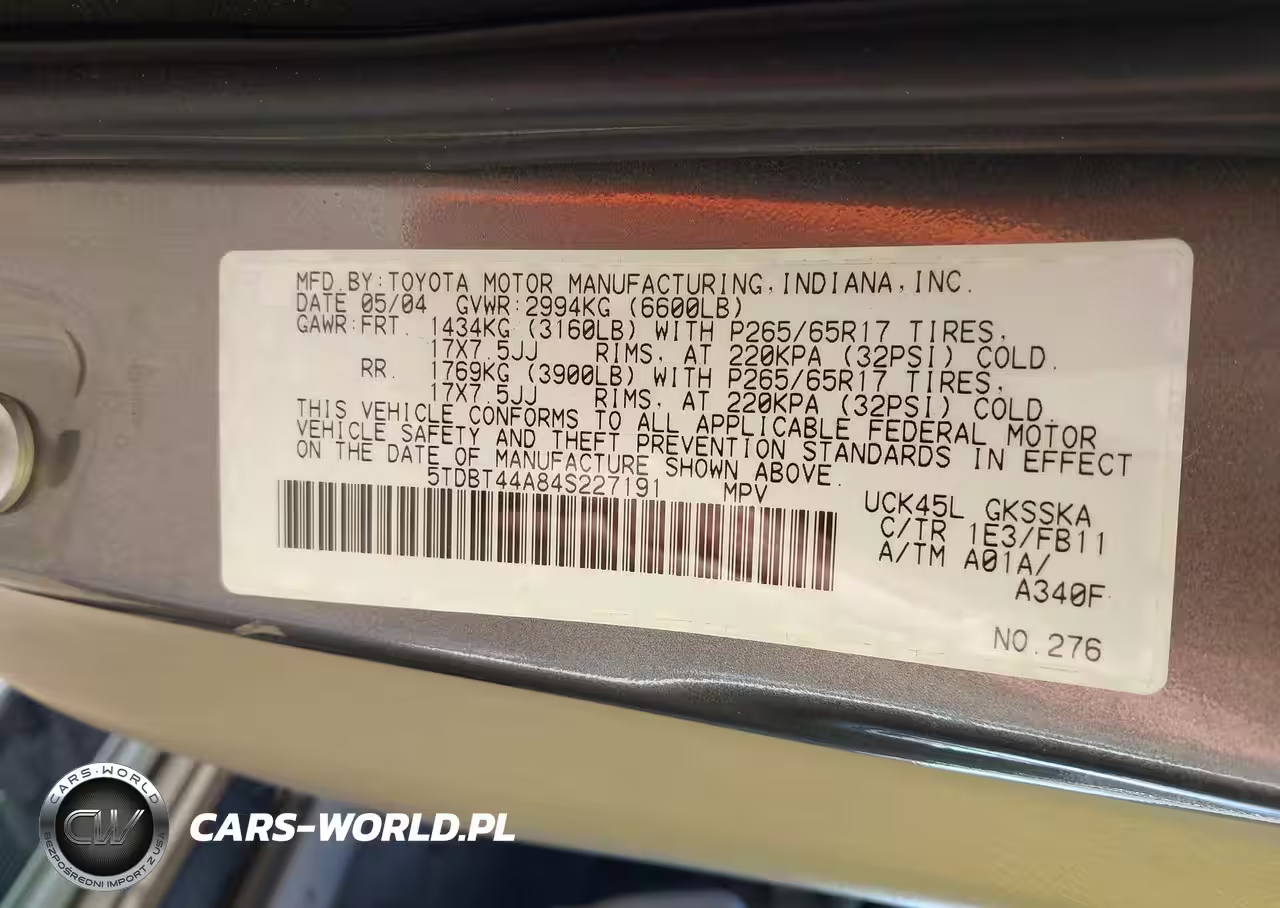 MFD.BY:TOYOTA MOTOR MANUFACTURING,INDIANA,INC.
DATE 05/04 GVWR:2994KG (6600LB)
GAWR:FRT. 1434KG (3160LB) WITH P265/65R17 TIRES,
17X7.5JJ RIMS, AT 220KPA (32PSI) COLD.
RR. 1769KG (3900LB) WITH P265/65R17 TIRES,
17X7.5JJ RIMS, AT 220KPA (32PSI) COLD.
THIS VEHICLE CONFORMS TO ALL APPLICABLE FEDERAL MOTOR
VEHICLE SAFETY AND THEFT PREVENTION STANDARDS IN EFFECT
ON THE DATE OF MANUFACTURE SHOWN ABOVE.
5TDBT44A84S227191 MPV
UCK45L GKSSKA
C/TR 1E3/FB11
A/TM A01A/
A340F
NO.276
CARS-WORLD
CW
BEZPOŚREDNI IMPORT Z USA
CARS-WORLD.PL